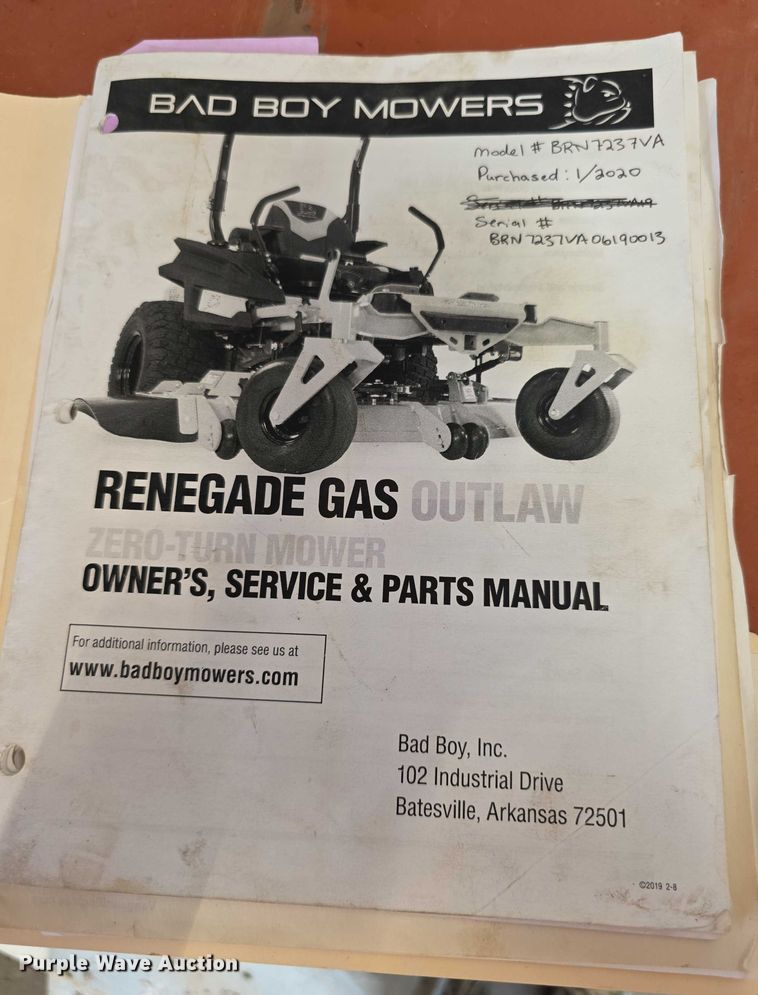 BAD BOY MOWERS
model # BRN7237VA
Purchased: 1/2020
Serial #
BRN7237VA06190013
RENEGADE GAS OUTLAW
ZERO-TURN MOWER
OWNER'S, SERVICE & PARTS MANUAL
For additional information, please see us at
www.badboymowers.com
Bad Boy, Inc.
102 Industrial Drive
Batesville, Arkansas 72501
©2019 2-8
Purple Wave Auction